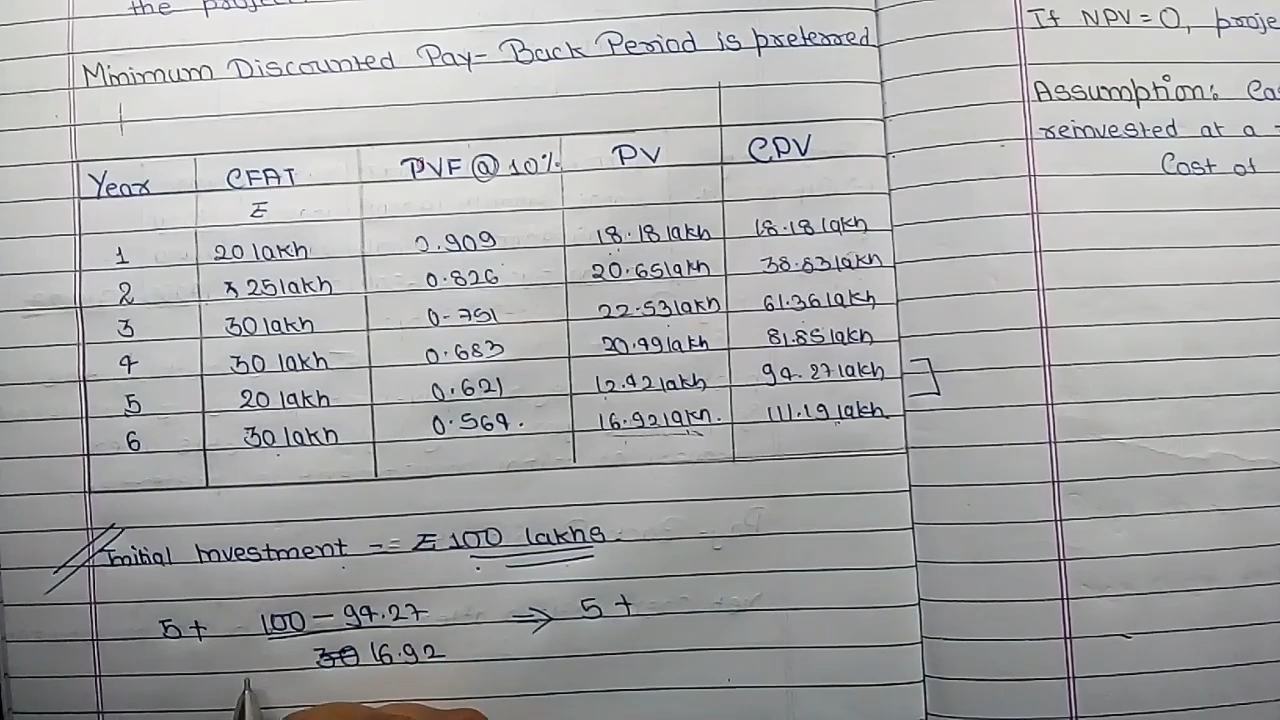 the proje
Minimum Discounted Pay-Back Period is preferred
Year CFAT PVF @ 10% PV CPV
₹
1 20 lakh 0.909 18.18 lakh 18.18 lakh
2 25 lakh 0.826 20.65 lakh 38.83 lakh
3 30 lakh 0.751 22.53 lakh 61.36 lakh
4 30 lakh 0.683 20.49 lakh 81.85 lakh
5 20 lakh 0.621 12.42 lakh 94.27 lakh
6 30 lakh 0.564. 16.92 lakh. 111.19 lakh
Initial Investment = ₹ 100 lakhs.
5 + 100 - 94.27 ⇒ 5 +
16.92
If NPV = 0, proje
Assumption: Ca
reinvested at a
Cost of